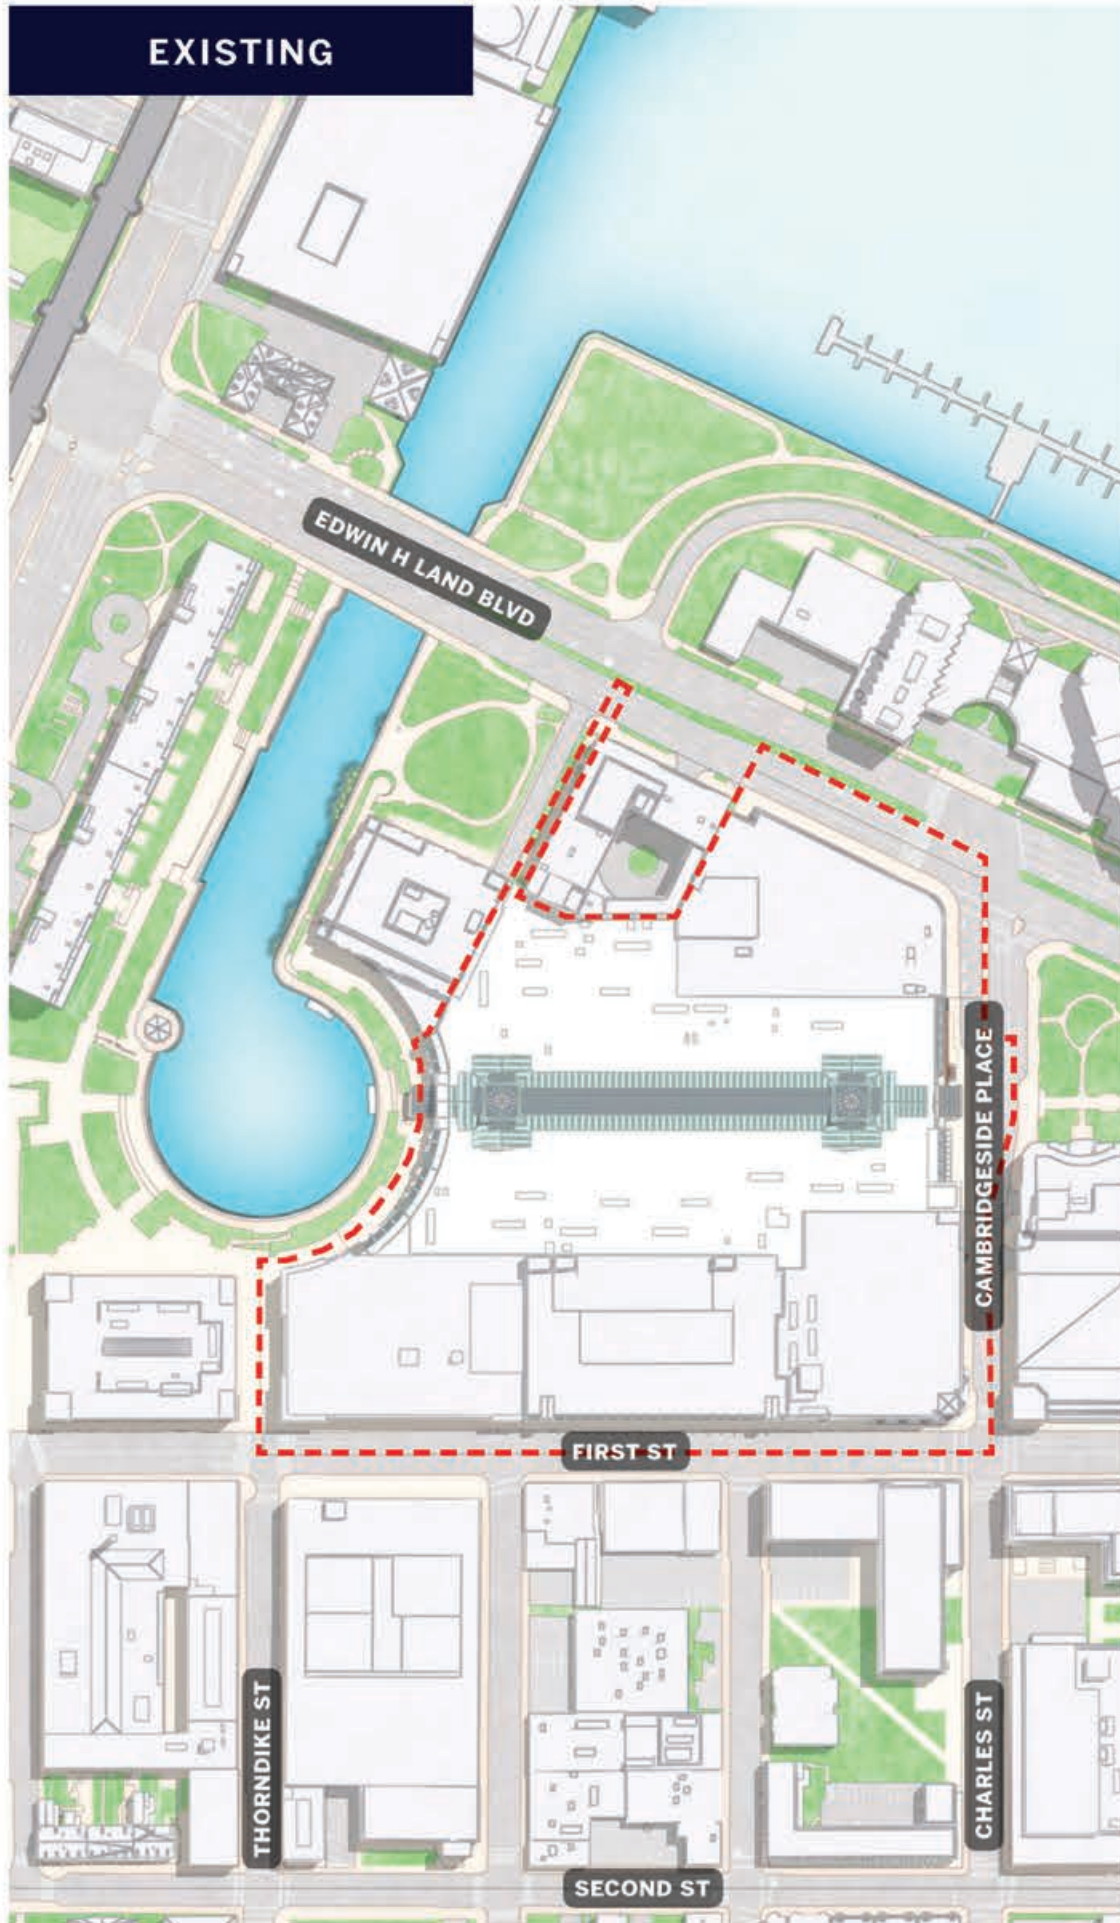 EXISTING
EDWIN H LAND BLVD
CAMBRIDGESIDE PLACE
FIRST ST
THORNDIKE ST
CHARLES ST
SECOND ST